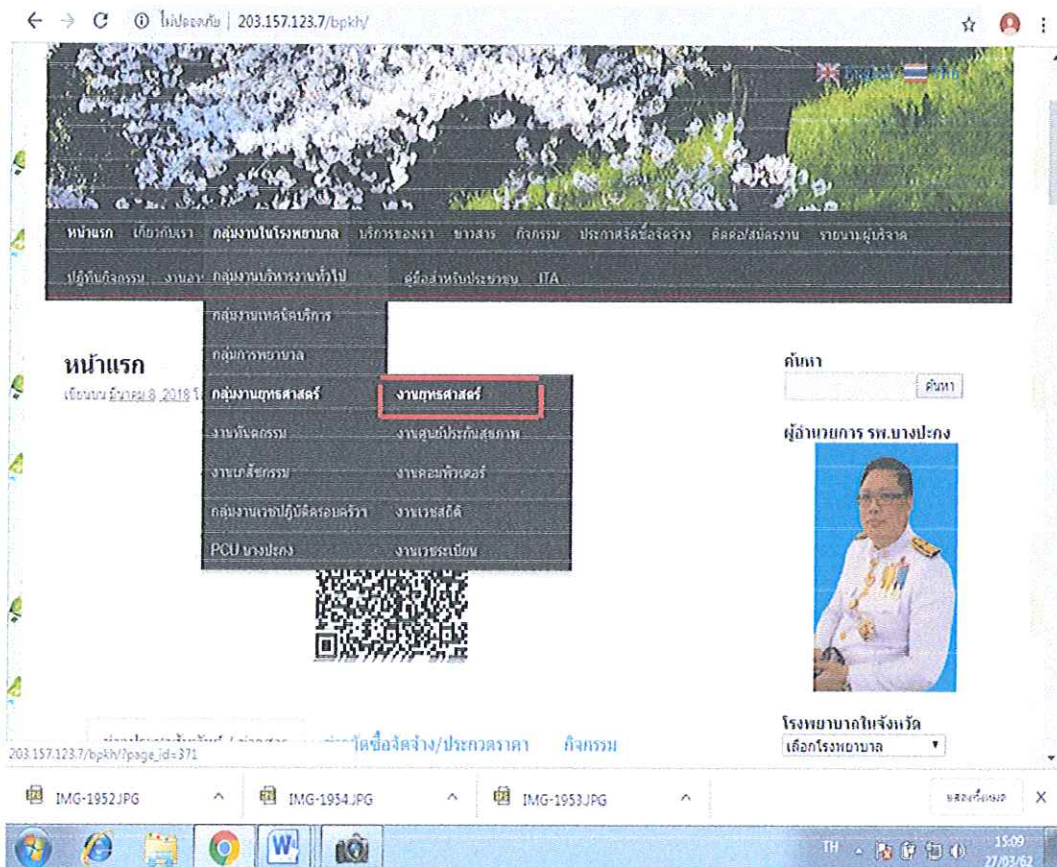 ไม่ปลอดภัย | 203.157.123.7/bpkh/
หน้าแรก เกี่ยวกับเรา กลุ่มงานในโรงพยาบาล บริการของเรา ข่าวสาร กิจกรรม ประกาศจัดซื้อจัดจ้าง ติดต่อ/สมัครงาน รายนามผู้บริจาค
ปฏิทินกิจกรรม กลุ่มงานบริหารงานทั่วไป คู่มือสำหรับประชาชน ITA
กลุ่มงานเทคนิคบริการ
กลุ่มการพยาบาล
กลุ่มงานยุทธศาสตร์ งานยุทธศาสตร์
งานทันตกรรม งานศูนย์ประกันสุขภาพ
งานเภสัชกรรม งานคอมพิวเตอร์
กลุ่มงานเวชปฏิบัติครอบครัวฯ งานเวชสถิติ
PCU บางปะกง งานเวชระเบียน
หน้าแรก
เขียนบน มีนาคม 8, 2018
ค้นหา
ค้นหา
ผู้อำนวยการ รพ.บางปะกง
โรงพยาบาลในจังหวัด
เลือกโรงพยาบาล
จัดซื้อจัดจ้าง/ประกวดราคา กิจกรรม
203.157.123.7/bpkh/?page_id=371
IMG-1952.JPG IMG-1954.JPG IMG-1953.JPG แสดงทั้งหมด X
TH 15:09
27/03/62